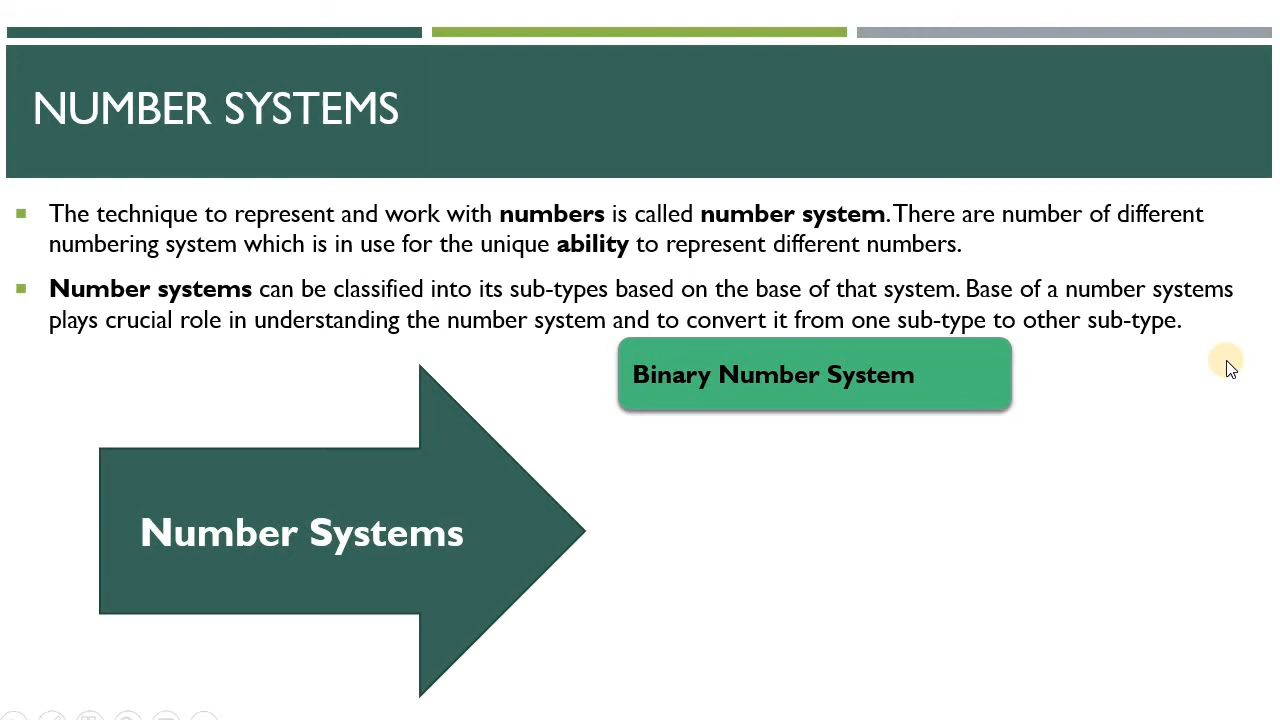 NUMBER SYSTEMS
The technique to represent and work with numbers is called number system. There are number of different
numbering system which is in use for the unique ability to represent different numbers.
Number systems can be classified into its sub-types based on the base of that system. Base of a number systems
plays crucial role in understanding the number system and to convert it from one sub-type to other sub-type.
Binary Number System
Number Systems